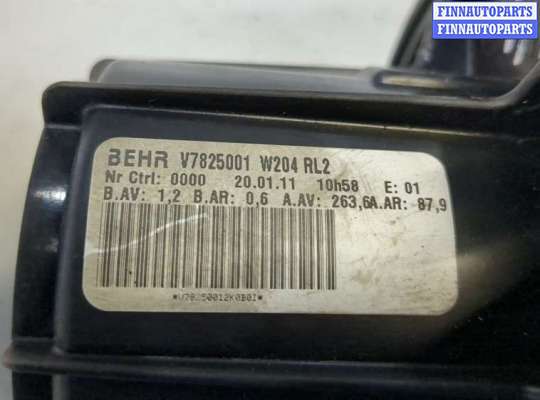 FINNAUTOPARTS
FINNAUTOPARTS
BEHR V7825001 W204 RL2
Nr Ctrl: 0000 20.01.11 10h58 E: 01
B.AV: 1,2 B.AR: 0,6 A.AV: 263,6A.AR: 87,9